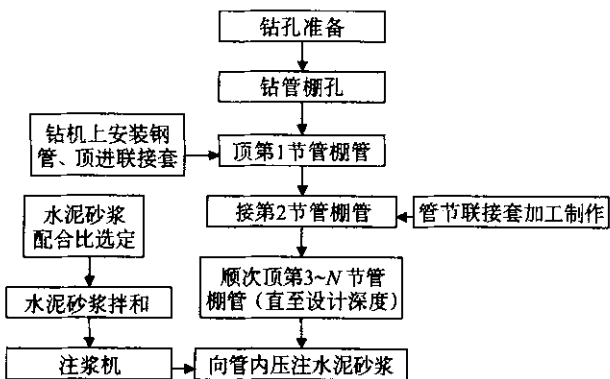 钻孔准备
钻管棚孔
钻机上安装钢
管、顶进联接套
顶第1节管棚管
水泥砂浆
配合比选定
接第2节管棚管
管节联接套加工制作
顺次顶第3~N节管
棚管（直至设计深度）
水泥砂浆拌和
注浆机
向管内压注水泥砂浆